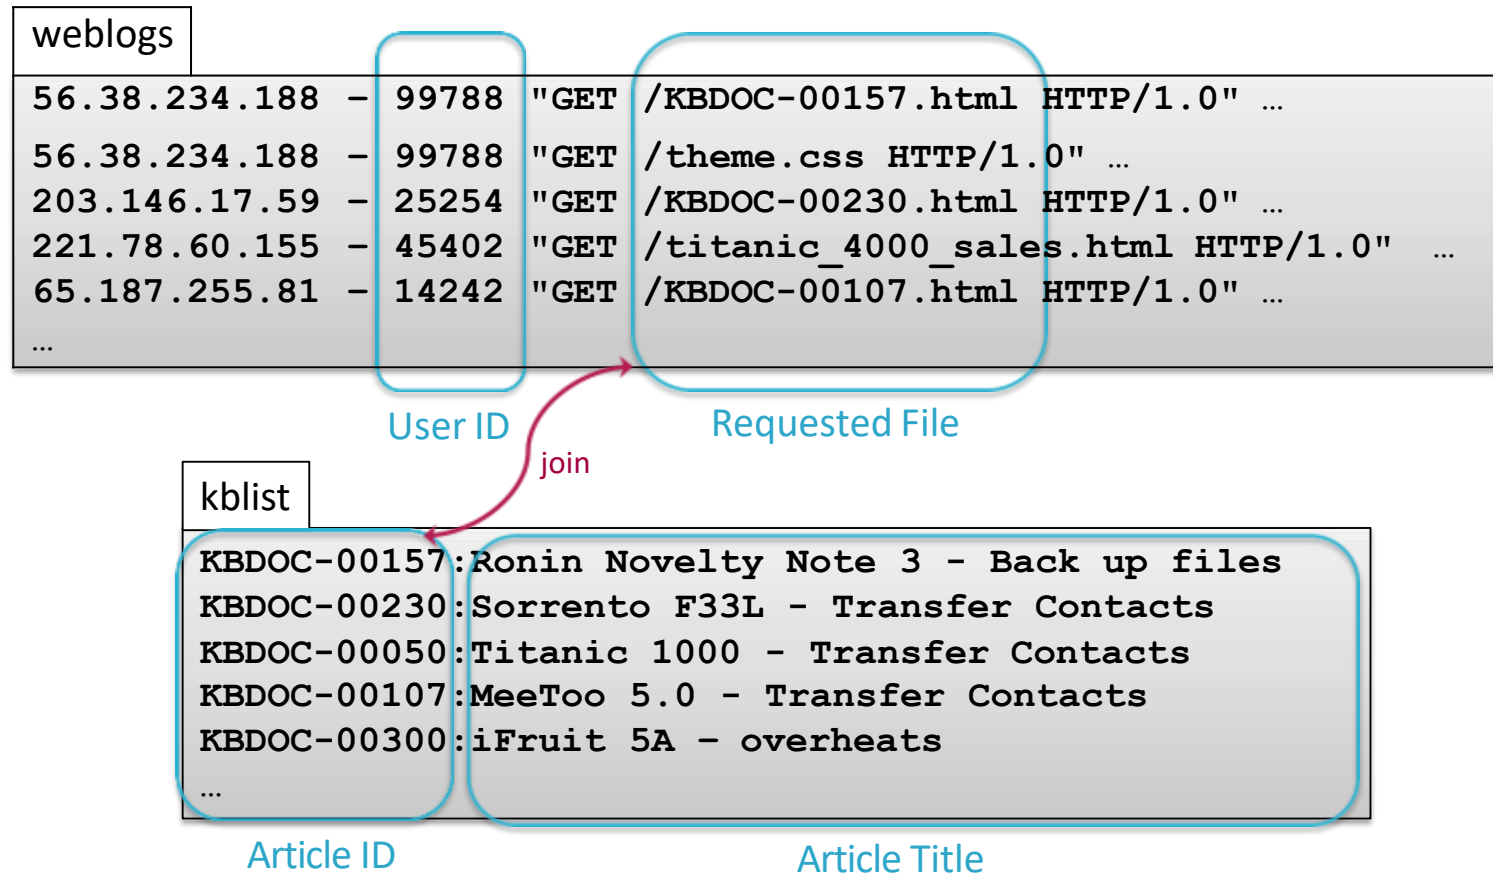 weblogs
56.38.234.188 – 99788 "GET /KBDOC-00157.html HTTP/1.0" …
56.38.234.188 – 99788 "GET /theme.css HTTP/1.0" …
203.146.17.59 – 25254 "GET /KBDOC-00230.html HTTP/1.0" …
221.78.60.155 – 45402 "GET /titanic_4000_sales.html HTTP/1.0" …
65.187.255.81 – 14242 "GET /KBDOC-00107.html HTTP/1.0" …
…
User ID
Requested File
join
kblist
KBDOC-00157:Ronin Novelty Note 3 - Back up files
KBDOC-00230:Sorrento F33L - Transfer Contacts
KBDOC-00050:Titanic 1000 - Transfer Contacts
KBDOC-00107:MeeToo 5.0 - Transfer Contacts
KBDOC-00300:iFruit 5A – overheats
…
Article ID
Article Title